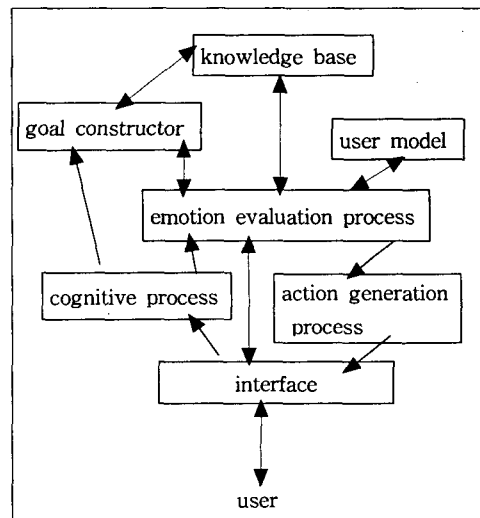 knowledge base
goal constructor
user model
emotion evaluation process
cognitive process
action generation
process
interface
user